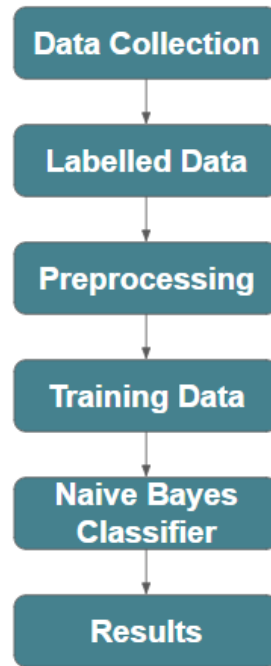 Data Collection
Labelled Data
Preprocessing
Training Data
Naive Bayes
Classifier
Results